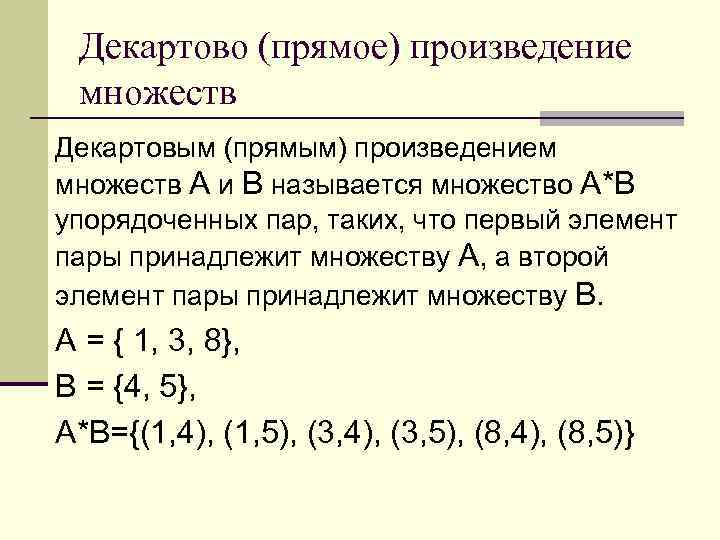 Декартово (прямое) произведение
множеств
Декартовым (прямым) произведением
множеств А и В называется множество А*В
упорядоченных пар, таких, что первый элемент
пары принадлежит множеству А, а второй
элемент пары принадлежит множеству В.
А = { 1, 3, 8},
В = {4, 5},
А*В={(1, 4), (1, 5), (3, 4), (3, 5), (8, 4), (8, 5)}